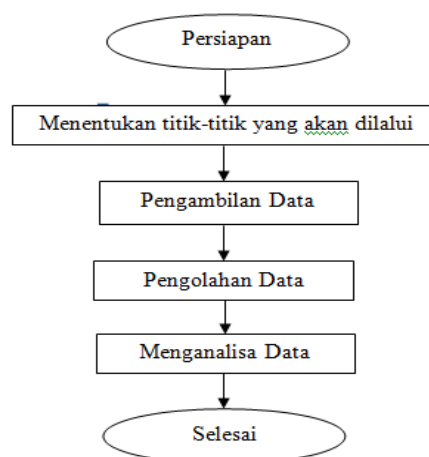 Persiapan
Menentukan titik-titik yang akan dilalui
Pengambilan Data
Pengolahan Data
Menganalisa Data
Selesai